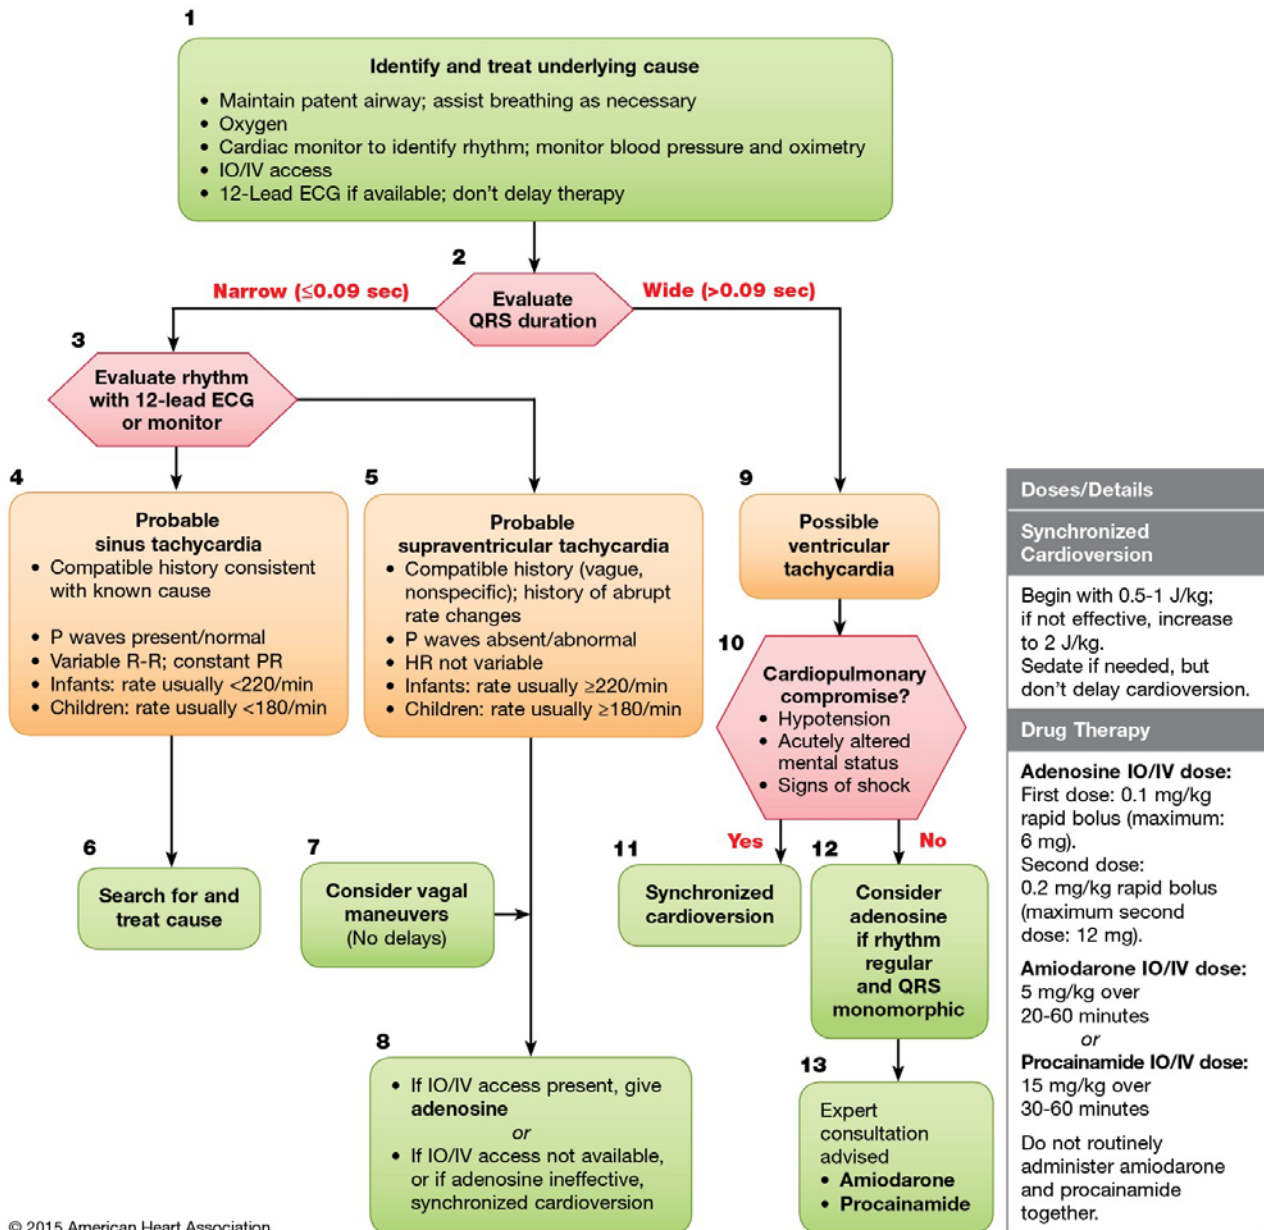 1
Identify and treat underlying cause
• Maintain patent airway; assist breathing as necessary
• Oxygen
• Cardiac monitor to identify rhythm; monitor blood pressure and oximetry
• IO/IV access
• 12-Lead ECG if available; don't delay therapy
2
Narrow (≤0.09 sec)
Evaluate
QRS duration
Wide (>0.09 sec)
3
Evaluate rhythm
with 12-lead ECG
or monitor
4
Probable
sinus tachycardia
• Compatible history consistent
with known cause
• P waves present/normal
• Variable R-R; constant PR
• Infants: rate usually <220/min
• Children: rate usually <180/min
5
Probable
supraventricular tachycardia
• Compatible history (vague,
nonspecific); history of abrupt
rate changes
• P waves absent/abnormal
• HR not variable
• Infants: rate usually ≥220/min
• Children: rate usually ≥180/min
9
Possible
ventricular
tachycardia
10
Cardiopulmonary
compromise?
• Hypotension
• Acutely altered
mental status
• Signs of shock
Yes
No
6
Search for and
treat cause
7
Consider vagal
maneuvers
(No delays)
11
Synchronized
cardioversion
12
Consider
adenosine
if rhythm
regular
and QRS
monomorphic
8
• If IO/IV access present, give
adenosine
or
• If IO/IV access not available,
or if adenosine ineffective,
synchronized cardioversion
13
Expert
consultation
advised
• Amiodarone
• Procainamide
Doses/Details
Synchronized
Cardioversion
Begin with 0.5-1 J/kg;
if not effective, increase
to 2 J/kg.
Sedate if needed, but
don't delay cardioversion.
Drug Therapy
Adenosine IO/IV dose:
First dose: 0.1 mg/kg
rapid bolus (maximum:
6 mg).
Second dose:
0.2 mg/kg rapid bolus
(maximum second
dose: 12 mg).
Amiodarone IO/IV dose:
5 mg/kg over
20-60 minutes
or
Procainamide IO/IV dose:
15 mg/kg over
30-60 minutes
Do not routinely
administer amiodarone
and procainamide
together.
© 2015 American Heart Association